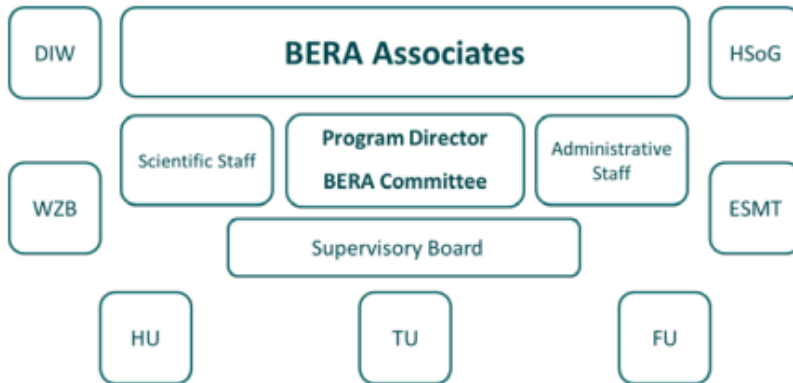 DIW
BERA Associates
HSoG
Scientific Staff
Program Director
BERA Committee
Administrative
Staff
WZB
ESMT
Supervisory Board
HU
TU
FU